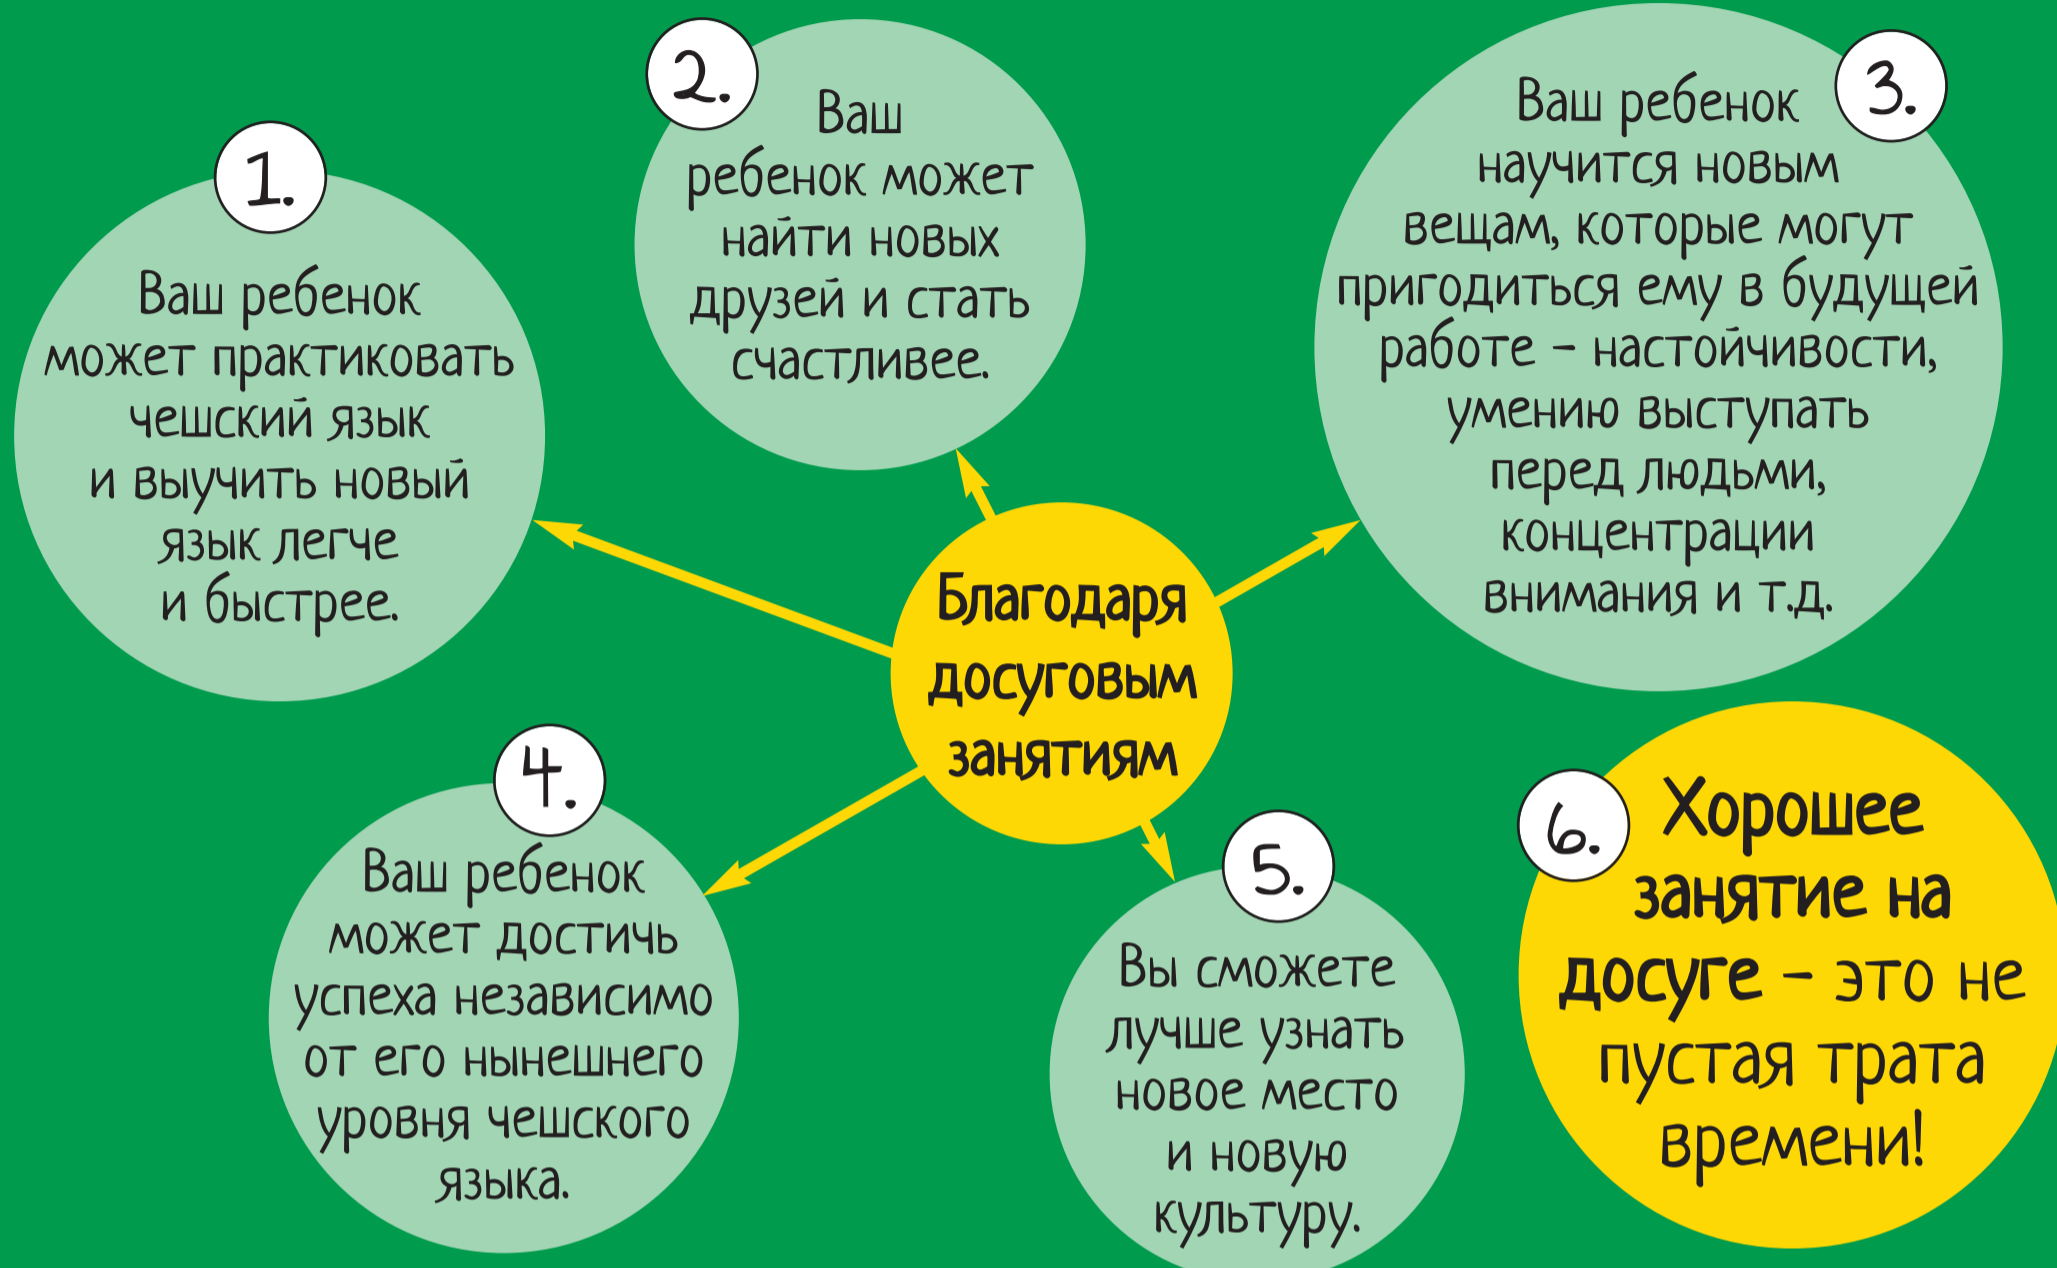 1.
Ваш ребенок
может практиковать
чешский язык
и выучить новый
язык легче
и быстрее.
2.
Ваш
ребенок может
найти новых
друзей и стать
счастливее.
3.
Ваш ребенок
научится новым
вещам, которые могут
пригодиться ему в будущей
работе – настойчивости,
умению выступать
перед людьми,
концентрации
внимания и т.д.
Благодаря
досуговым
занятиям
4.
Ваш ребенок
может достичь
успеха независимо
от его нынешнего
уровня чешского
языка.
5.
Вы сможете
лучше узнать
новое место
и новую
культуру.
6.
Хорошее
занятие на
досуге – это не
пустая трата
времени!